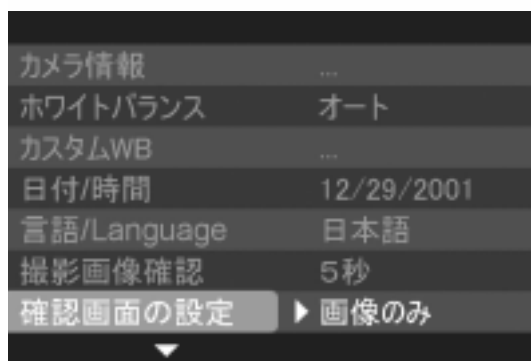 カメラ情報 ...
ホワイトバランス オート
カスタムWB ...
日付/時間 12/29/2001
言語/Language 日本語
撮影画像確認 5秒
確認画面の設定 ▶ 画像のみ